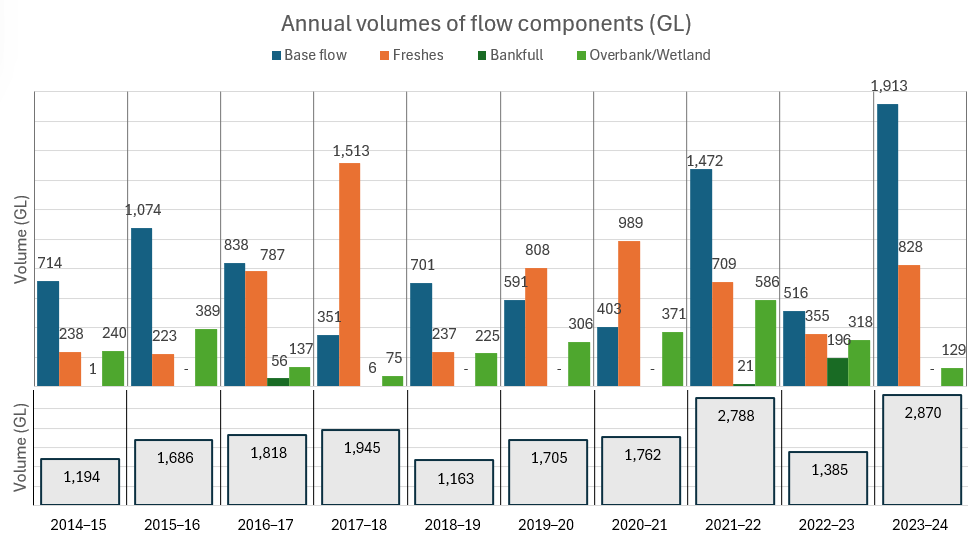 Annual volumes of flow components (GL)
Base flow Freshes Bankfull Overbank/Wetland
Volume (GL)
714 238 1 240
1,074 223 - 389
838 787 56 137
351 1,513 6 75
701 237 - 225
591 808 - 306
403 989 - 371
1,472 709 21 586
516 355 196 318
1,913 828 - 129
Volume (GL)
1,194 1,686 1,818 1,945 1,163 1,705 1,762 2,788 1,385 2,870
2014–15 2015–16 2016–17 2017–18 2018–19 2019–20 2020–21 2021–22 2022–23 2023–24